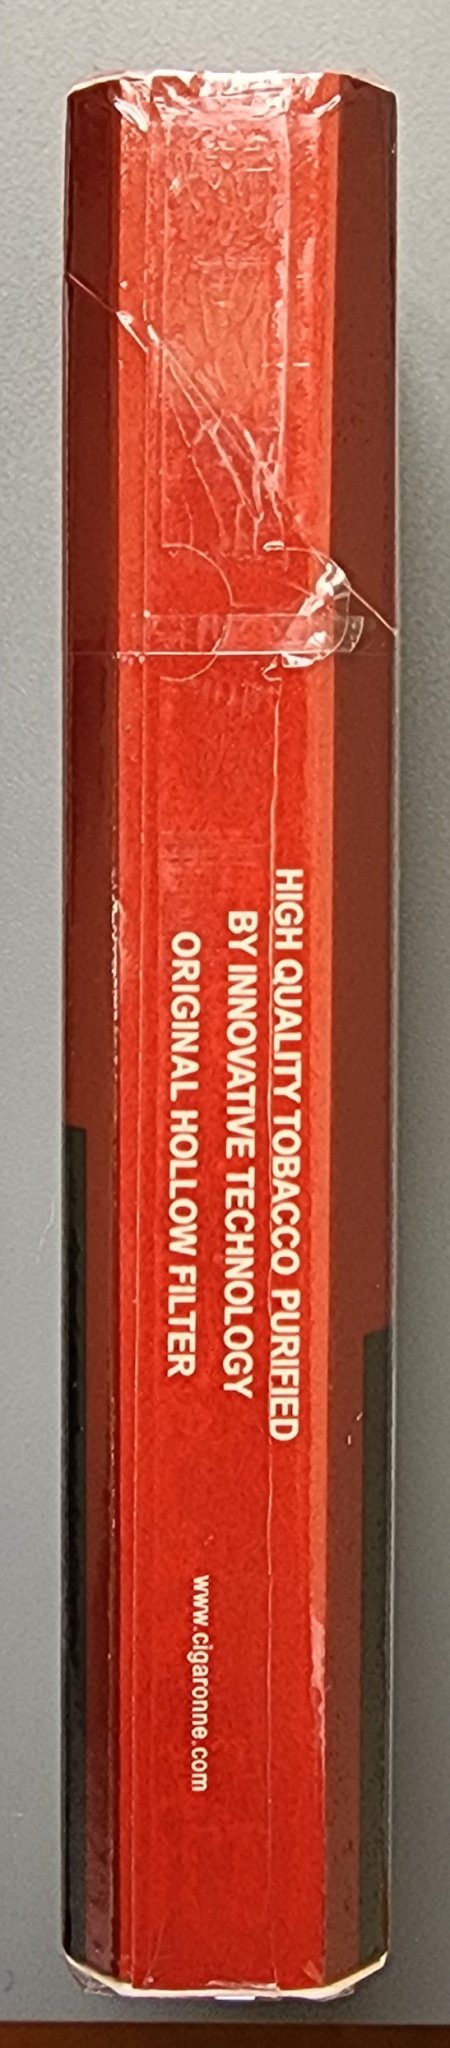 HIGH QUALITY TOBACCO PURIFIED
BY INNOVATIVE TECHNOLOGY
ORIGINAL HOLLOW FILTER
www.cigaronne.com